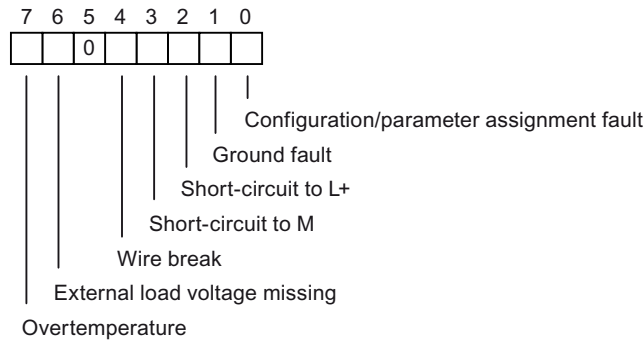 7 6 5 4 3 2 1 0
0
Configuration/parameter assignment fault
Ground fault
Short-circuit to L+
Short-circuit to M
Wire break
External load voltage missing
Overtemperature